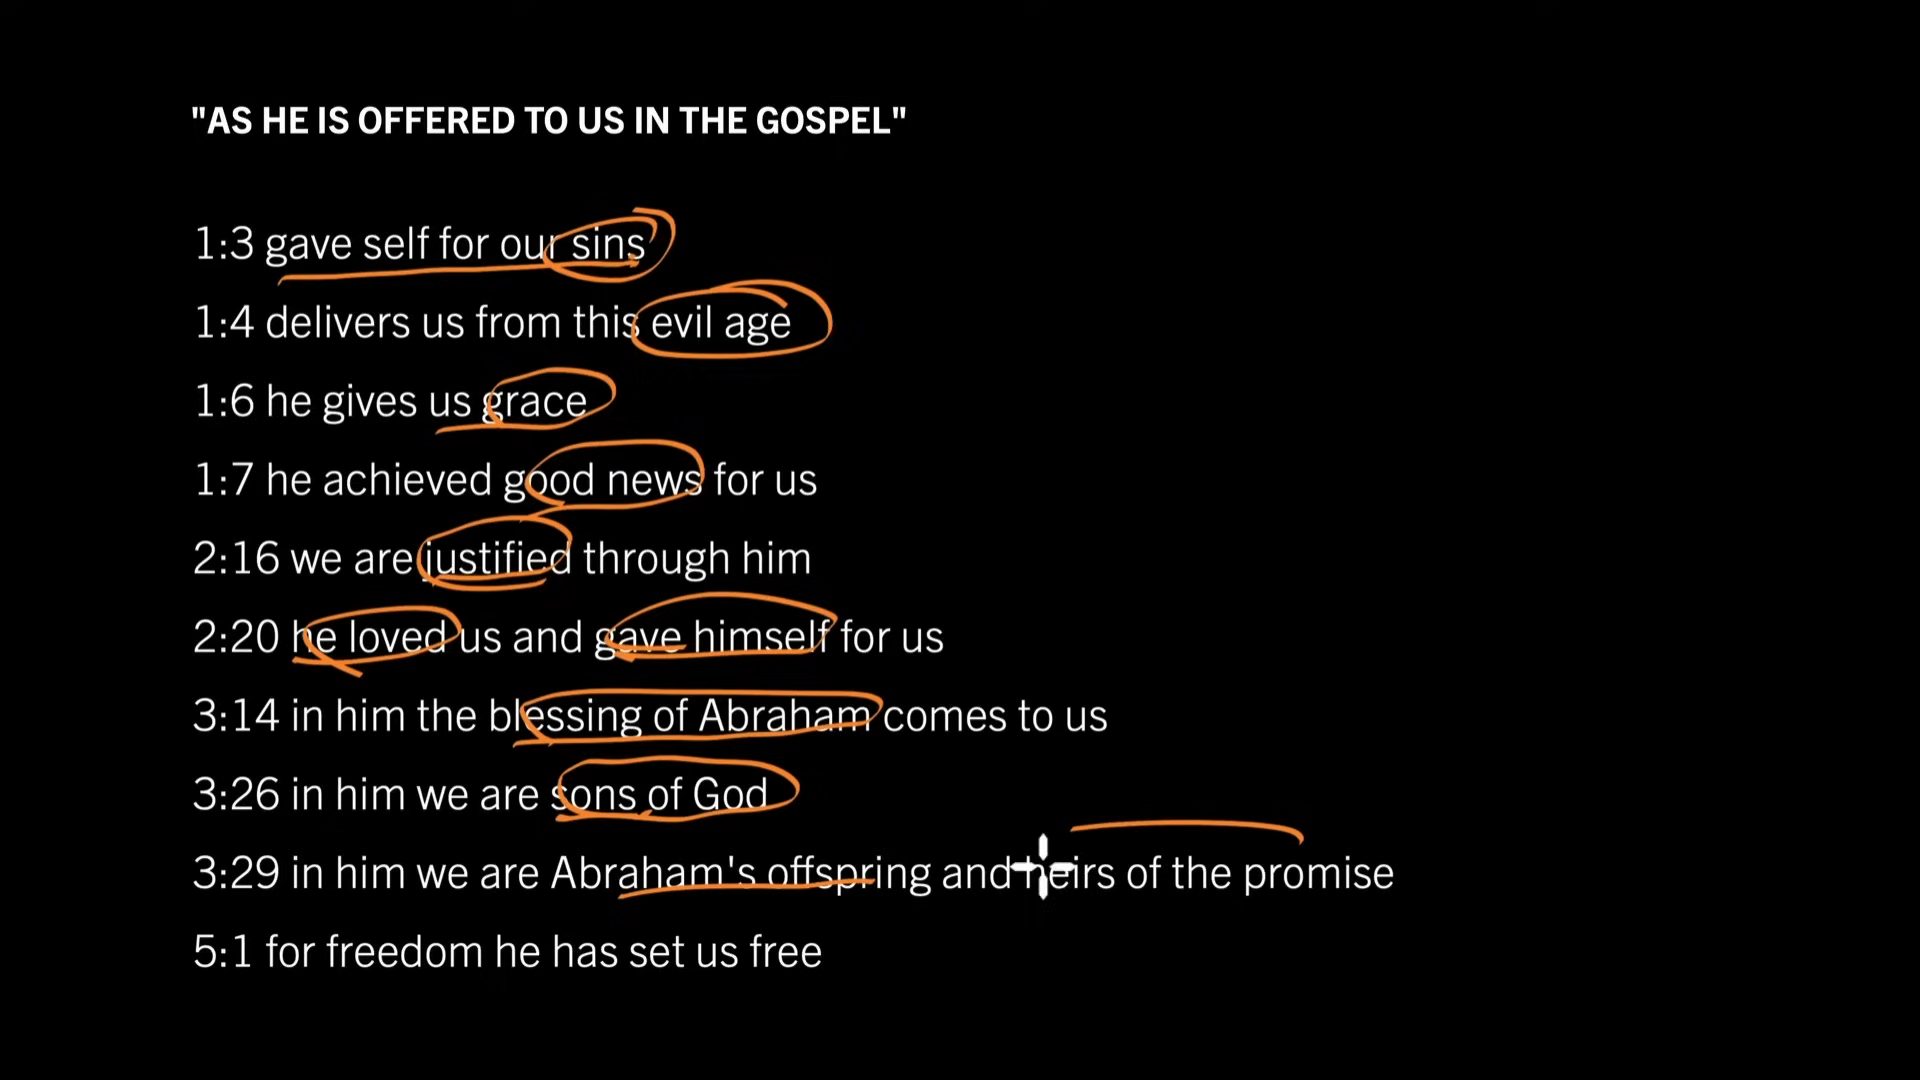 "AS HE IS OFFERED TO US IN THE GOSPEL"
1:3 gave self for our sins
1:4 delivers us from this evil age
1:6 he gives us grace
1:7 he achieved good news for us
2:16 we are justified through him
2:20 he loved us and gave himself for us
3:14 in him the blessing of Abraham comes to us
3:26 in him we are sons of God
3:29 in him we are Abraham's offspring and heirs of the promise
5:1 for freedom he has set us free